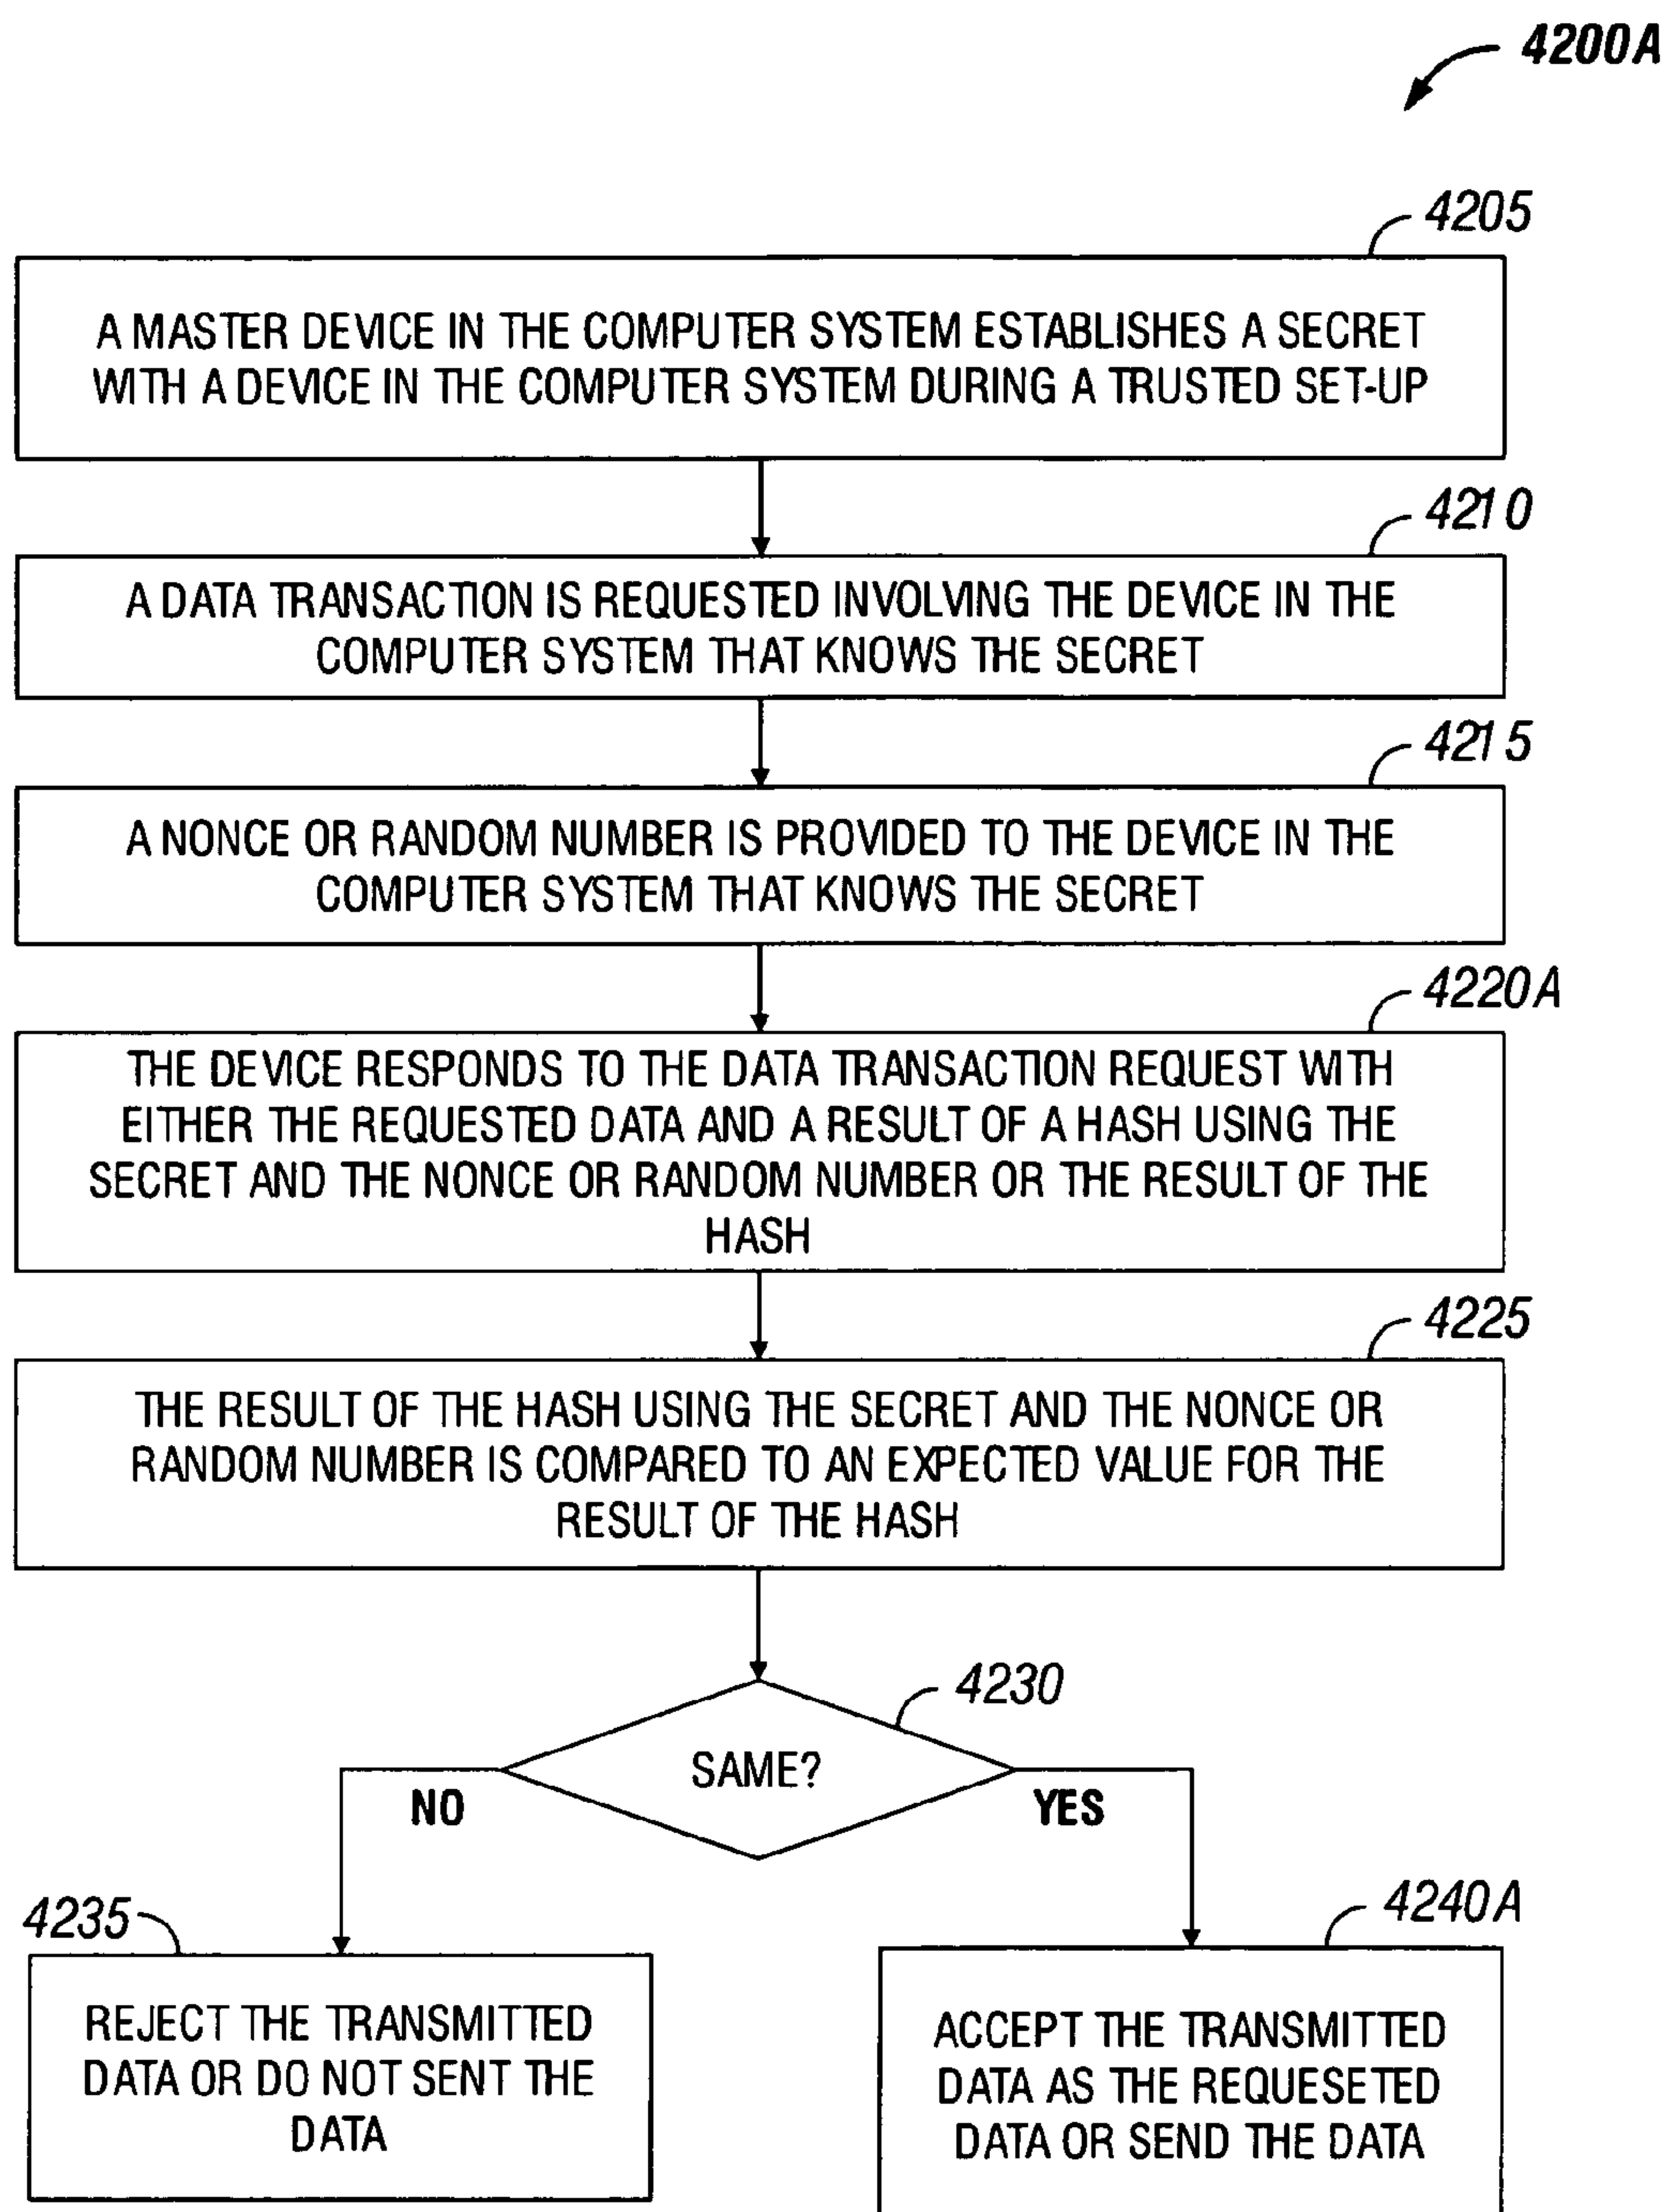 4200A
4205
A MASTER DEVICE IN THE COMPUTER SYSTEM ESTABLISHES A SECRET
WITH A DEVICE IN THE COMPUTER SYSTEM DURING A TRUSTED SET-UP
4210
A DATA TRANSACTION IS REQUESTED INVOLVING THE DEVICE IN THE
COMPUTER SYSTEM THAT KNOWS THE SECRET
4215
A NONCE OR RANDOM NUMBER IS PROVIDED TO THE DEVICE IN THE
COMPUTER SYSTEM THAT KNOWS THE SECRET
4220A
THE DEVICE RESPONDS TO THE DATA TRANSACTION REQUEST WITH
EITHER THE REQUESTED DATA AND A RESULT OF A HASH USING THE
SECRET AND THE NONCE OR RANDOM NUMBER OR THE RESULT OF THE
HASH
4225
THE RESULT OF THE HASH USING THE SECRET AND THE NONCE OR
RANDOM NUMBER IS COMPARED TO AN EXPECTED VALUE FOR THE
RESULT OF THE HASH
4230
SAME?
NO
YES
4235
REJECT THE TRANSMITTED
DATA OR DO NOT SENT THE
DATA
4240A
ACCEPT THE TRANSMITTED
DATA AS THE REQUESETED
DATA OR SEND THE DATA